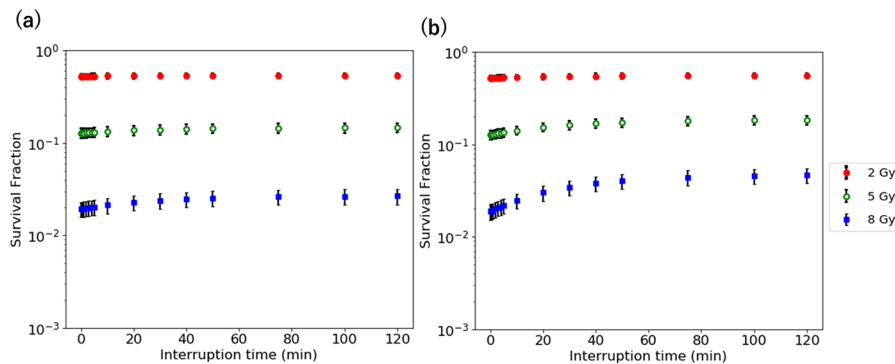 (a)
(b)
10⁰
10⁻¹
10⁻²
10⁻³
Survival Fraction
0 20 40 60 80 100 120
Interruption time (min)
10⁰
10⁻¹
10⁻²
10⁻³
Survival Fraction
0 20 40 60 80 100 120
Interruption time (min)
2 Gy
5 Gy
8 Gy